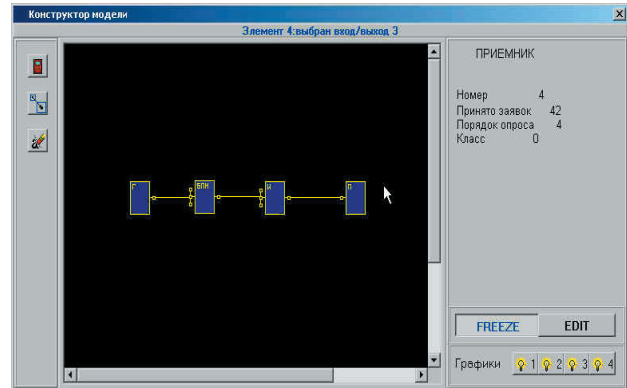 Конструктор модели
Элемент 4:выбран вход/выход 3
ПРИЕМНИК
Номер 4
Принято заявок 42
Порядок опроса 4
Класс 0
Г БПН И П
FREEZE EDIT
Графики 1 2 3 4